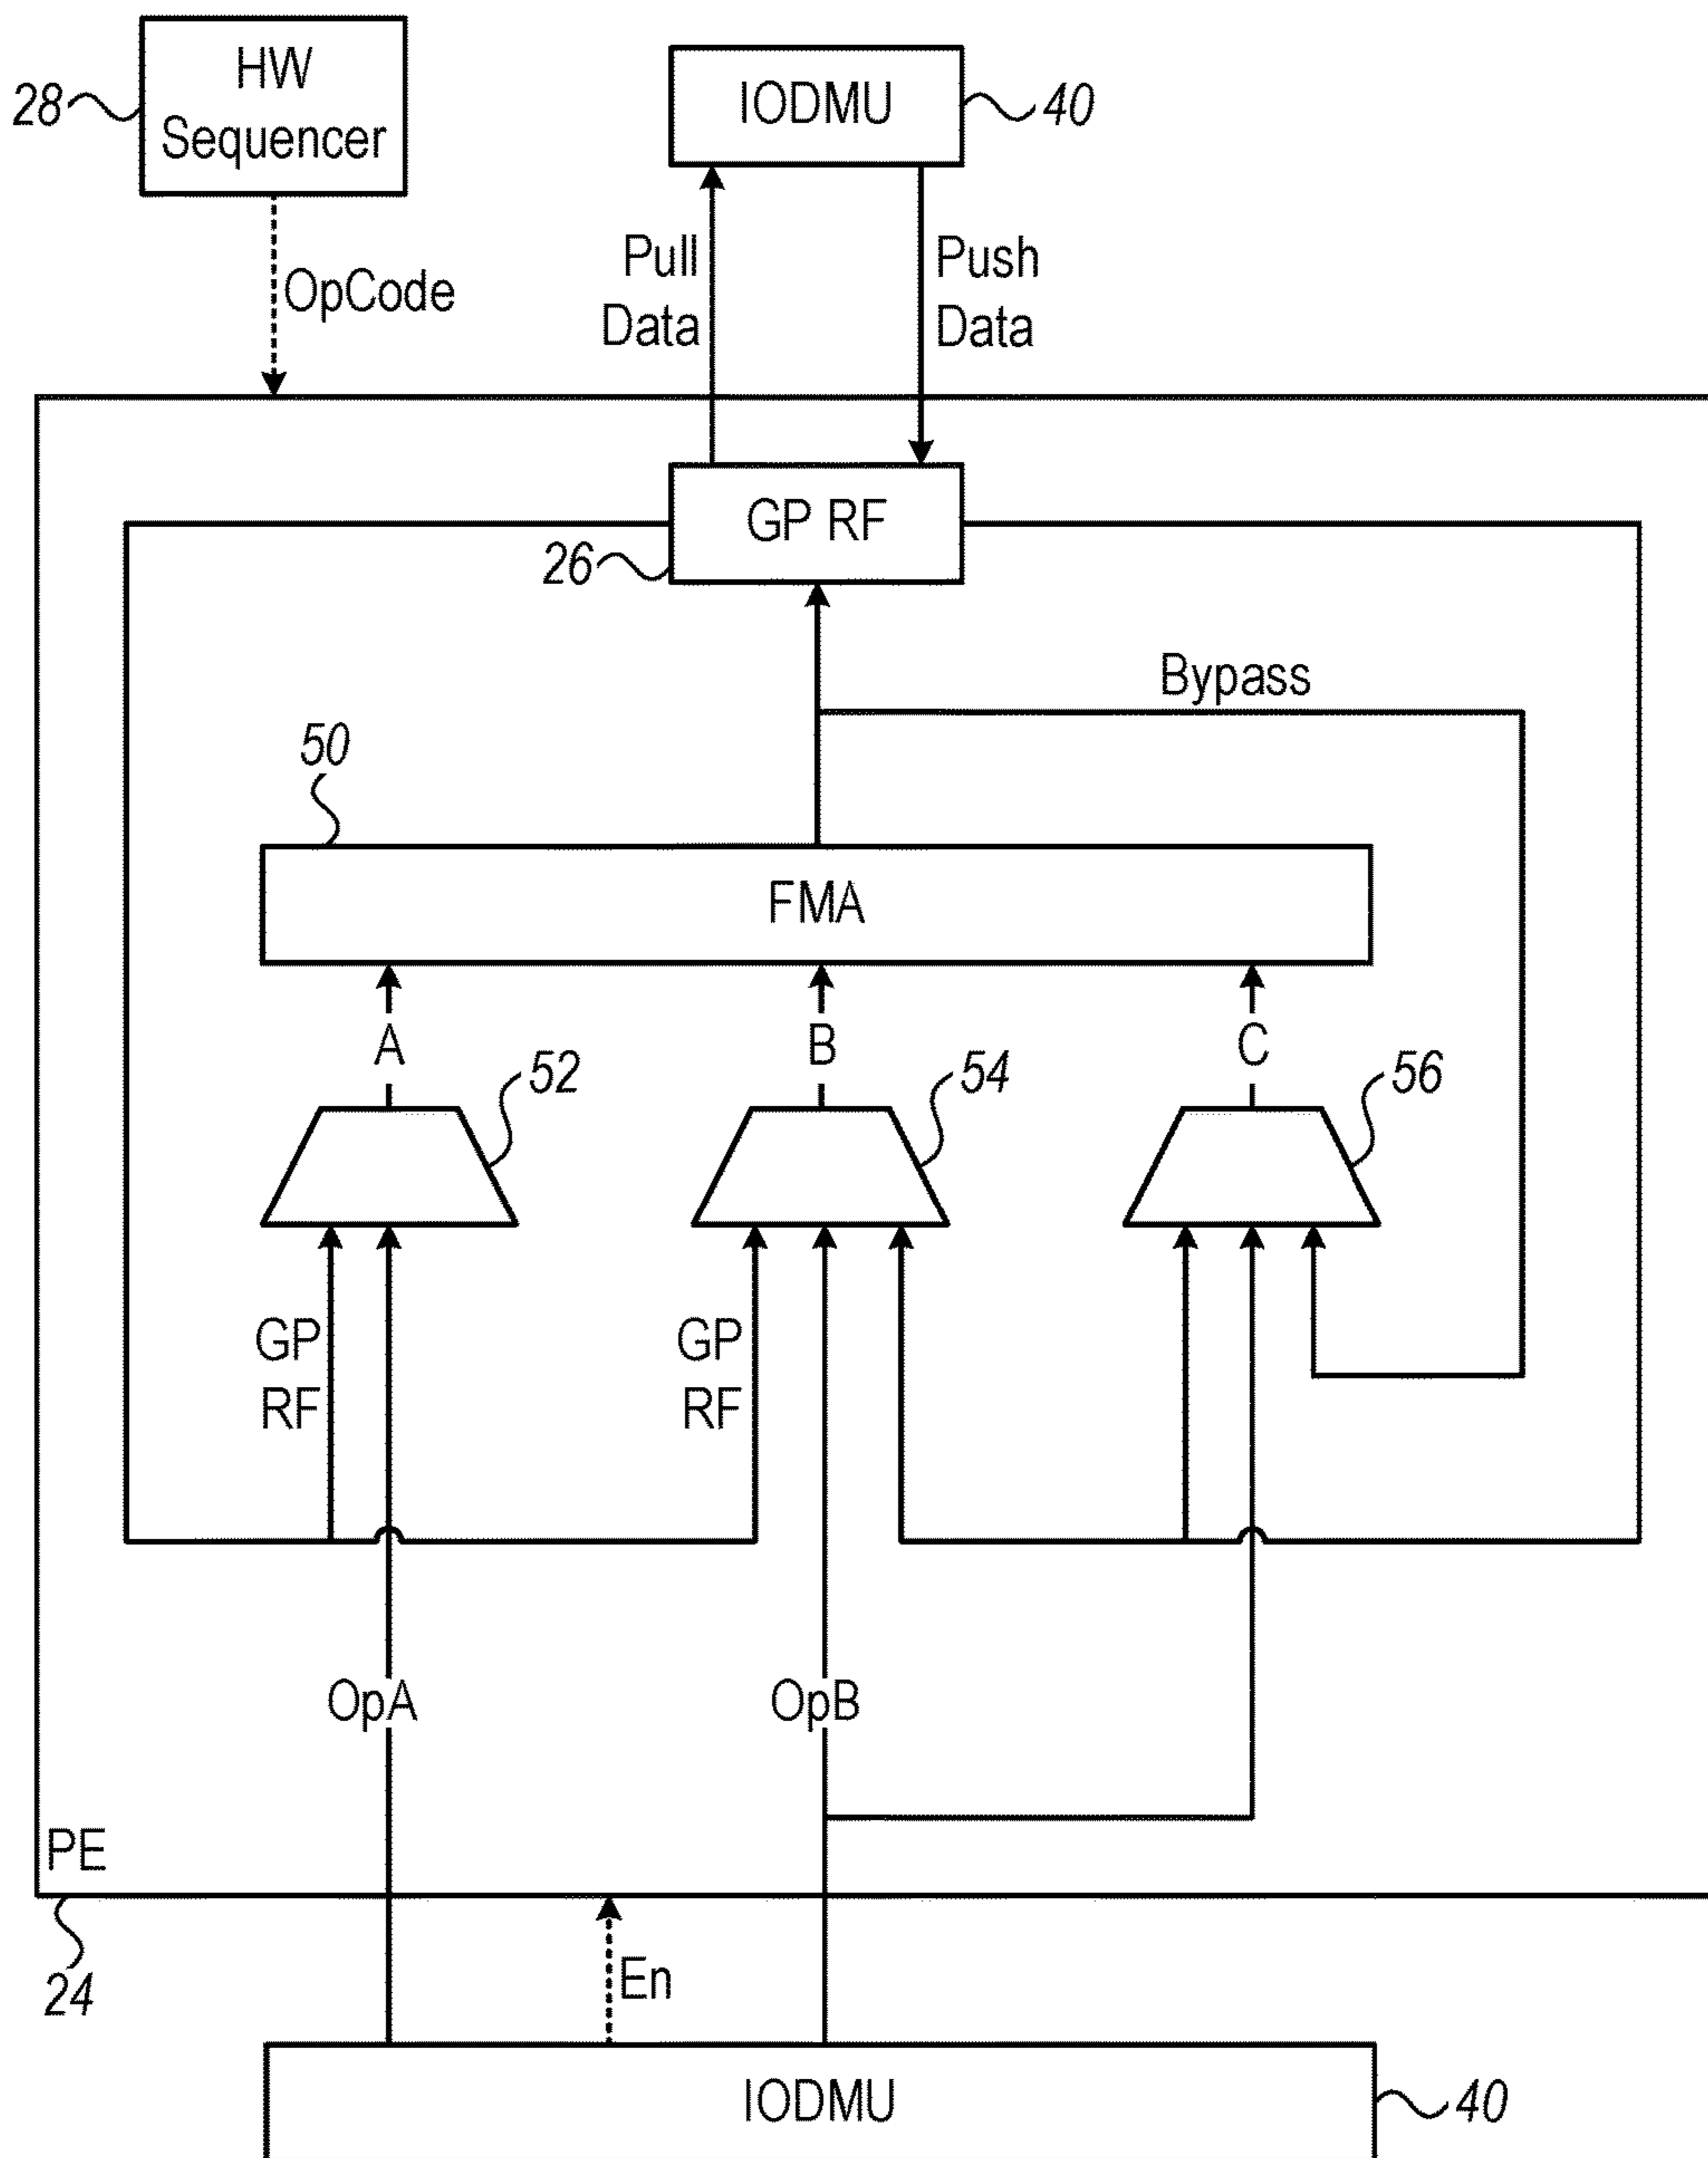 HW
Sequencer
28
IODMU
40
OpCode
Pull
Data
Push
Data
GP RF
26
Bypass
50
FMA
A
B
C
52
54
56
GP
RF
GP
RF
OpA
OpB
PE
24
En
IODMU
40